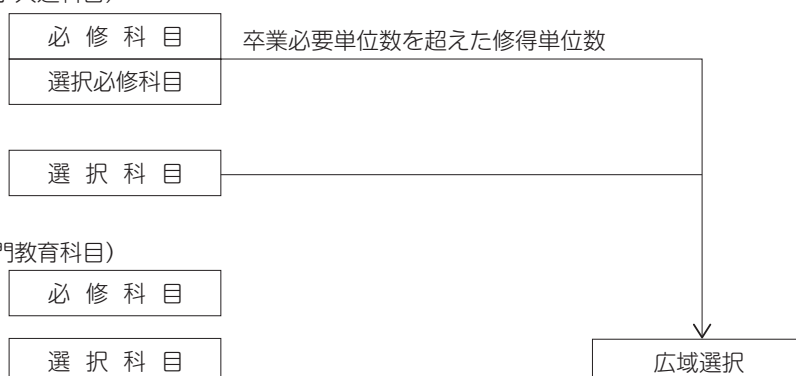 必修科目 卒業必要単位数を超えた修得単位数
選択必修科目
選択科目
門教育科目)
必修科目
選択科目 広域選択